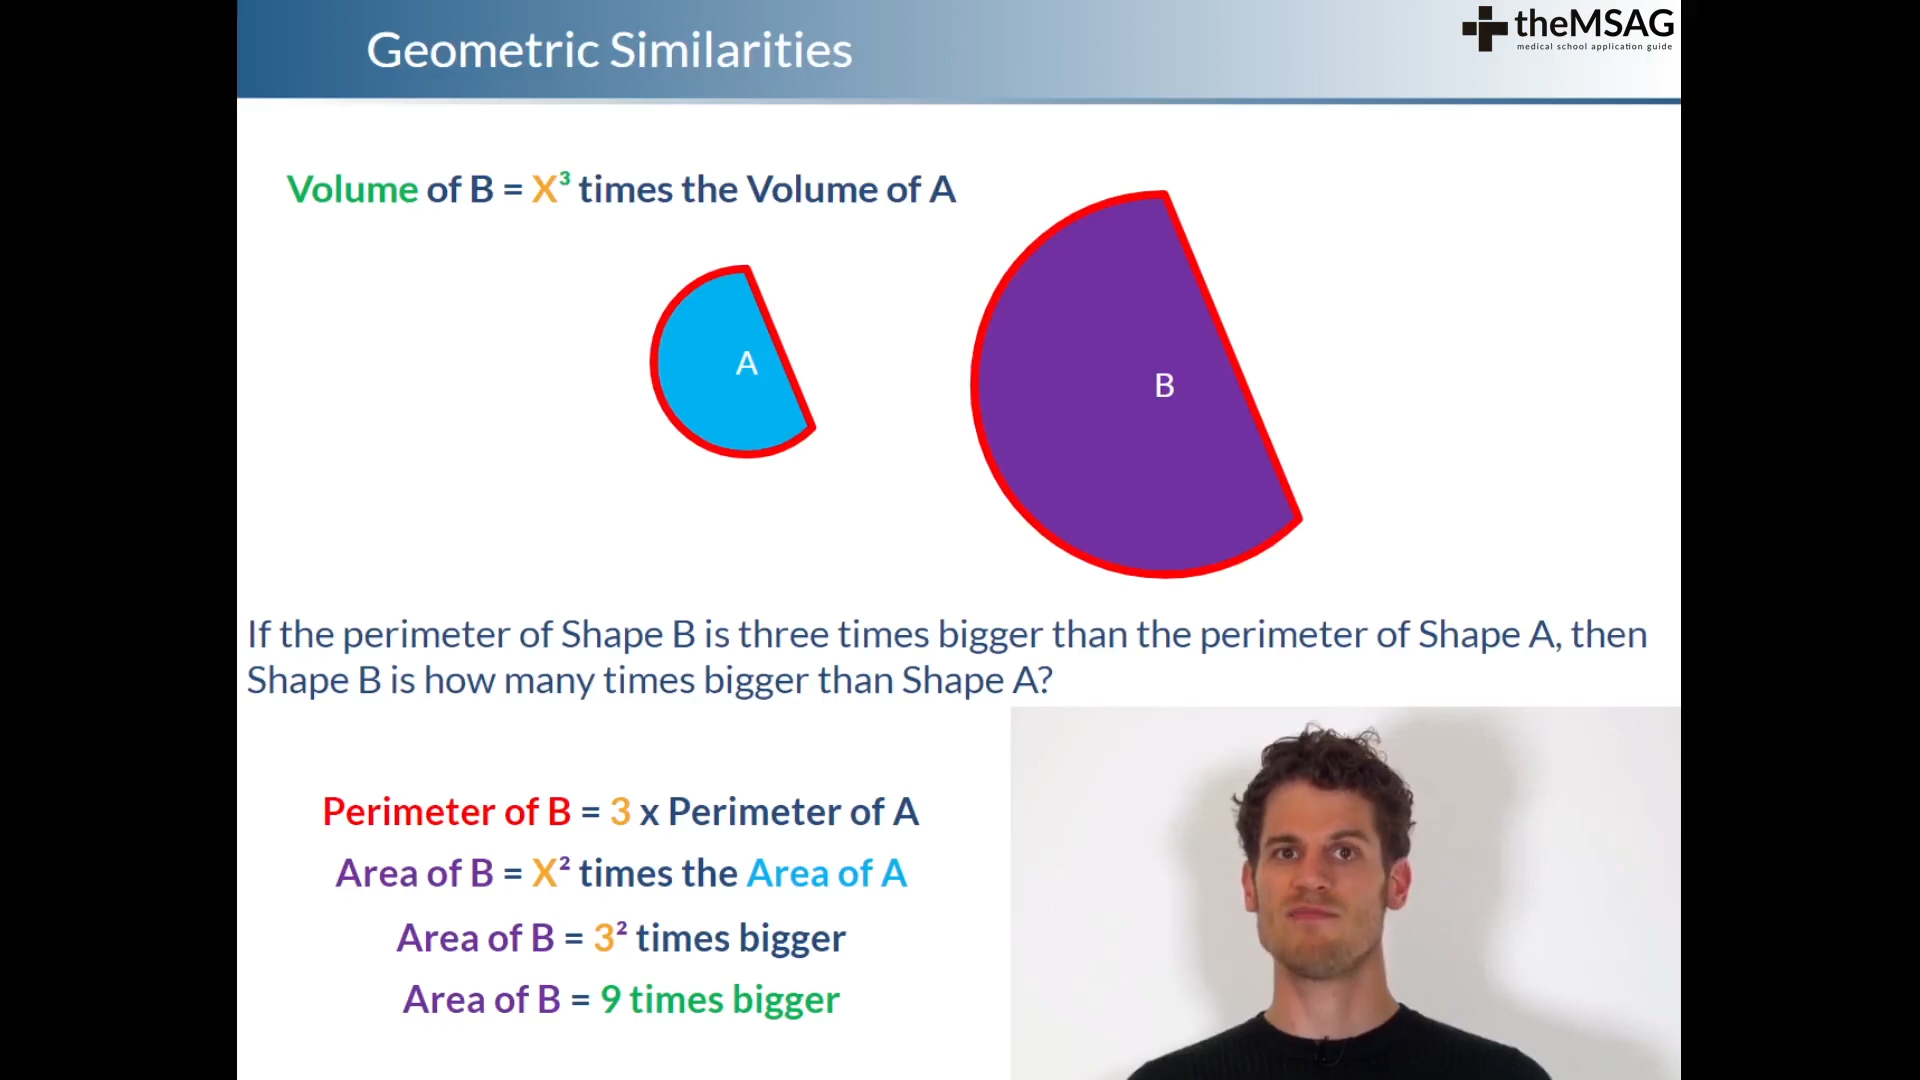 Geometric Similarities
theMSAG
medical school application guide
Volume of B = X³ times the Volume of A
A
B
If the perimeter of Shape B is three times bigger than the perimeter of Shape A, then
Shape B is how many times bigger than Shape A?
Perimeter of B = 3 x Perimeter of A
Area of B = X² times the Area of A
Area of B = 3² times bigger
Area of B = 9 times bigger